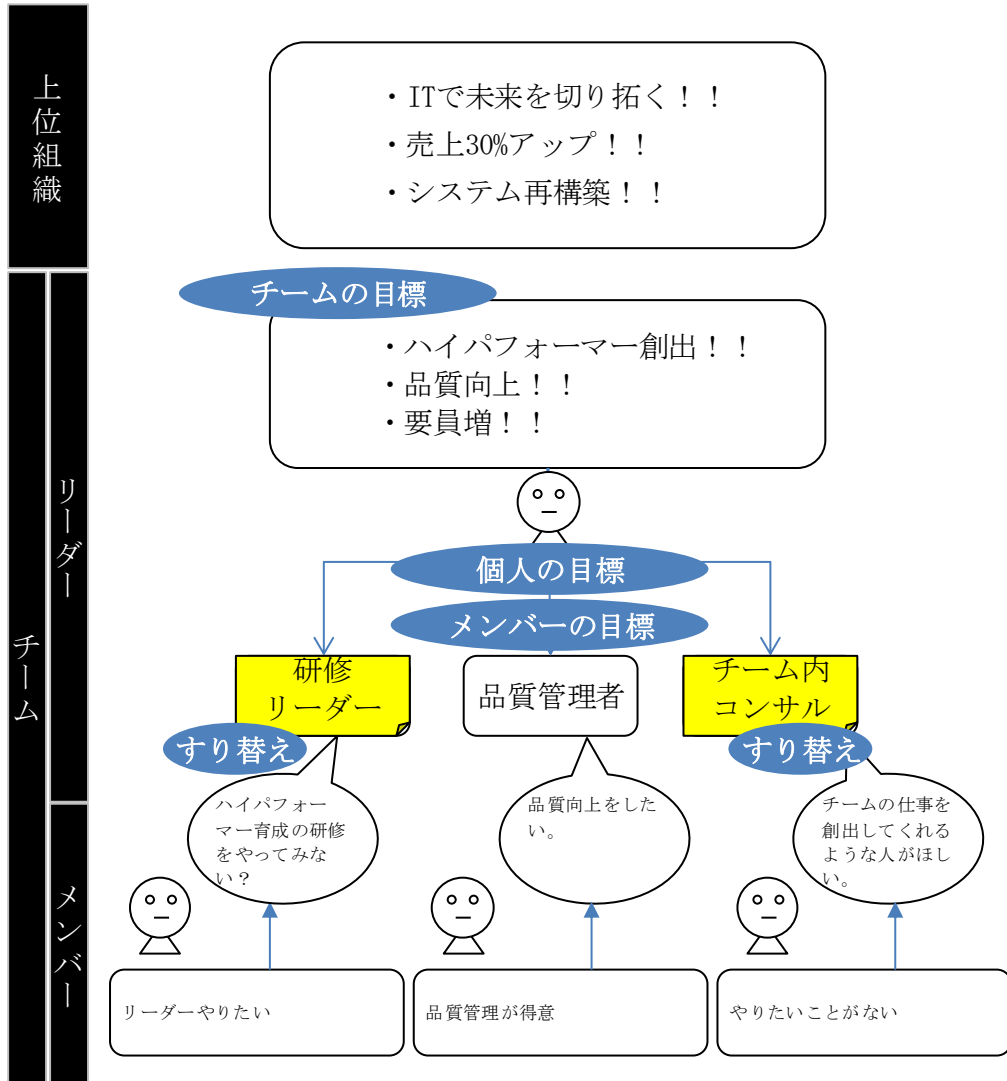 上位組織
・ITで未来を切り拓く！！
・売上30%アップ！！
・システム再構築！！
チーム
リーダー
チームの目標
・ハイパフォーマー創出！！
・品質向上！！
・要員増！！
個人の目標
メンバーの目標
研修
リーダー
品質管理者
チーム内
コンサル
すり替え
すり替え
ハイパフォー
マー育成の研修
をやってみな
い？
品質向上をした
い。
チームの仕事を
創出してくれる
ような人がほし
い。
メンバー
リーダーやりたい
品質管理が得意
やりたいことがない